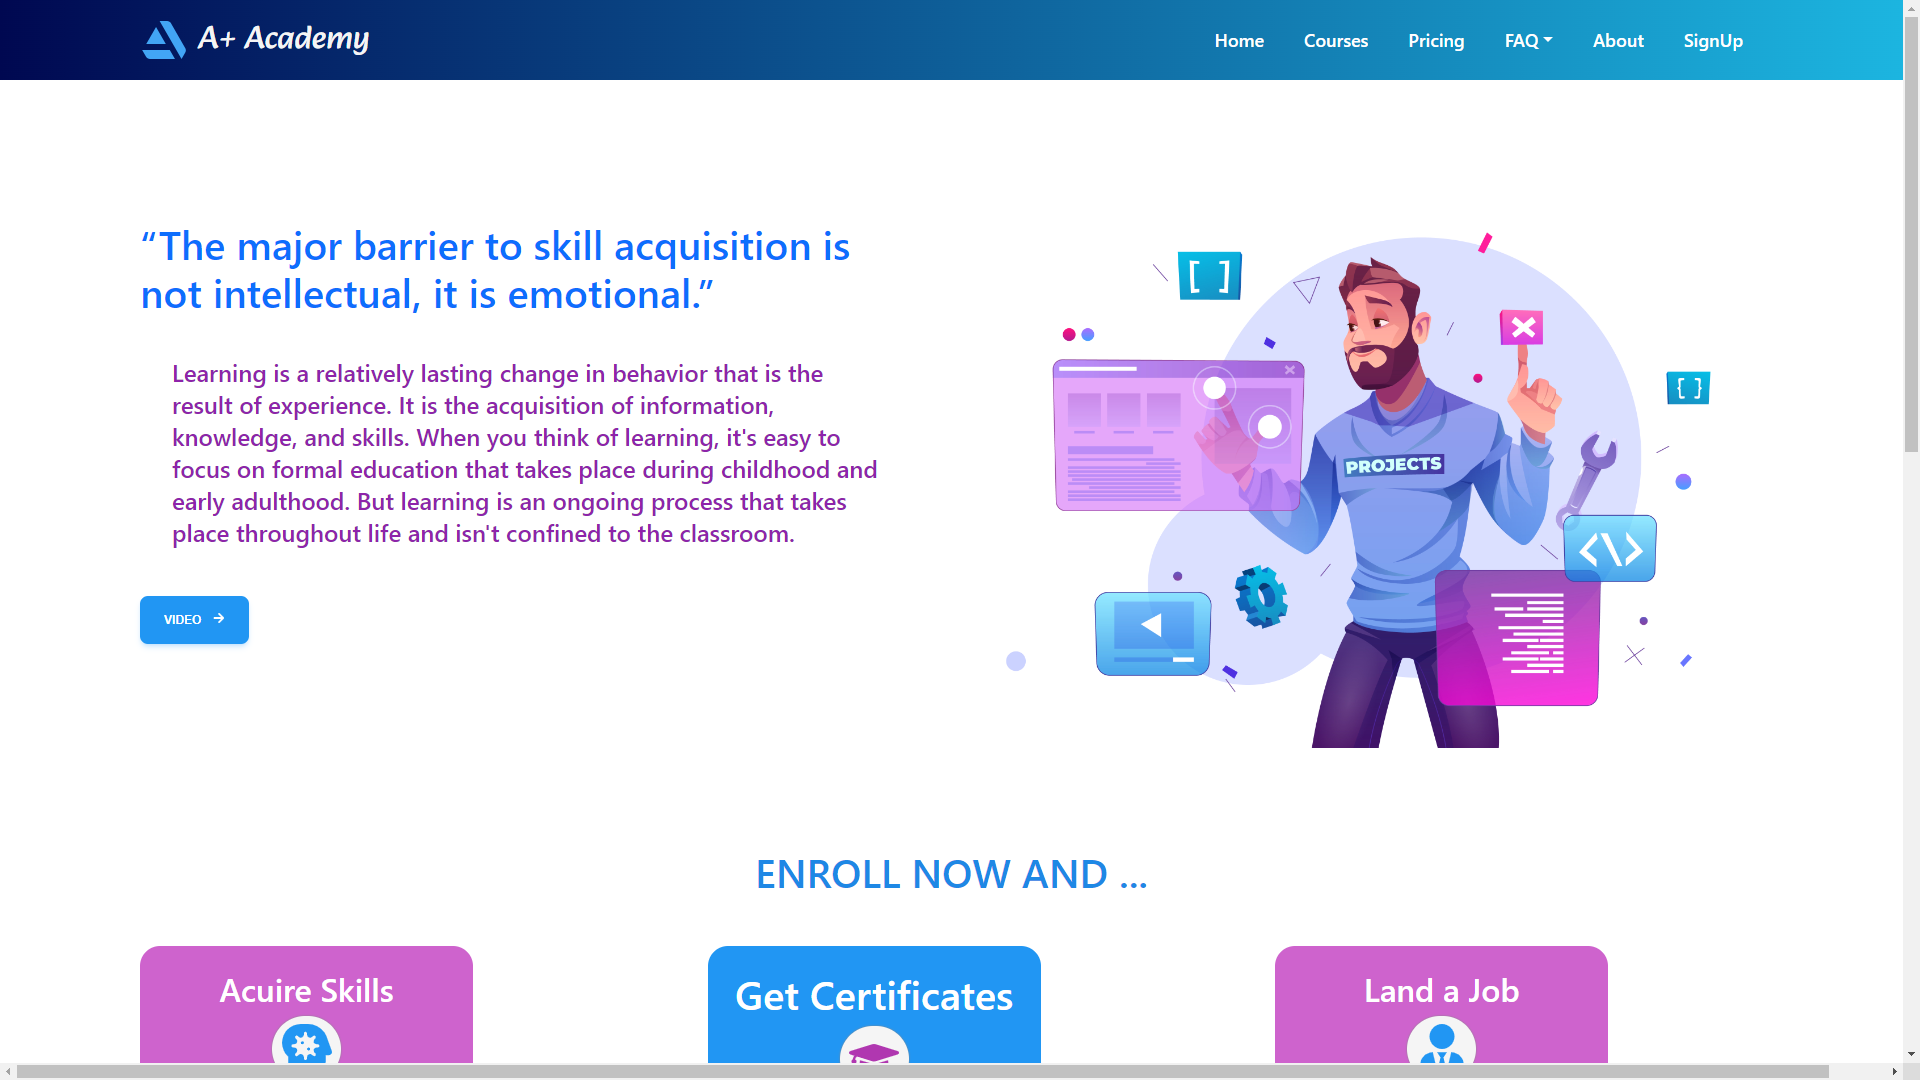 A+ Academy
Home Courses Pricing FAQ About SignUp
“The major barrier to skill acquisition is
not intellectual, it is emotional.”
Learning is a relatively lasting change in behavior that is the
result of experience. It is the acquisition of information,
knowledge, and skills. When you think of learning, it's easy to
focus on formal education that takes place during childhood and
early adulthood. But learning is an ongoing process that takes
place throughout life and isn't confined to the classroom.
VIDEO →
[ ]
{ }
PROJECTS
<\>
ENROLL NOW AND ...
Acuire Skills
Get Certificates
Land a Job